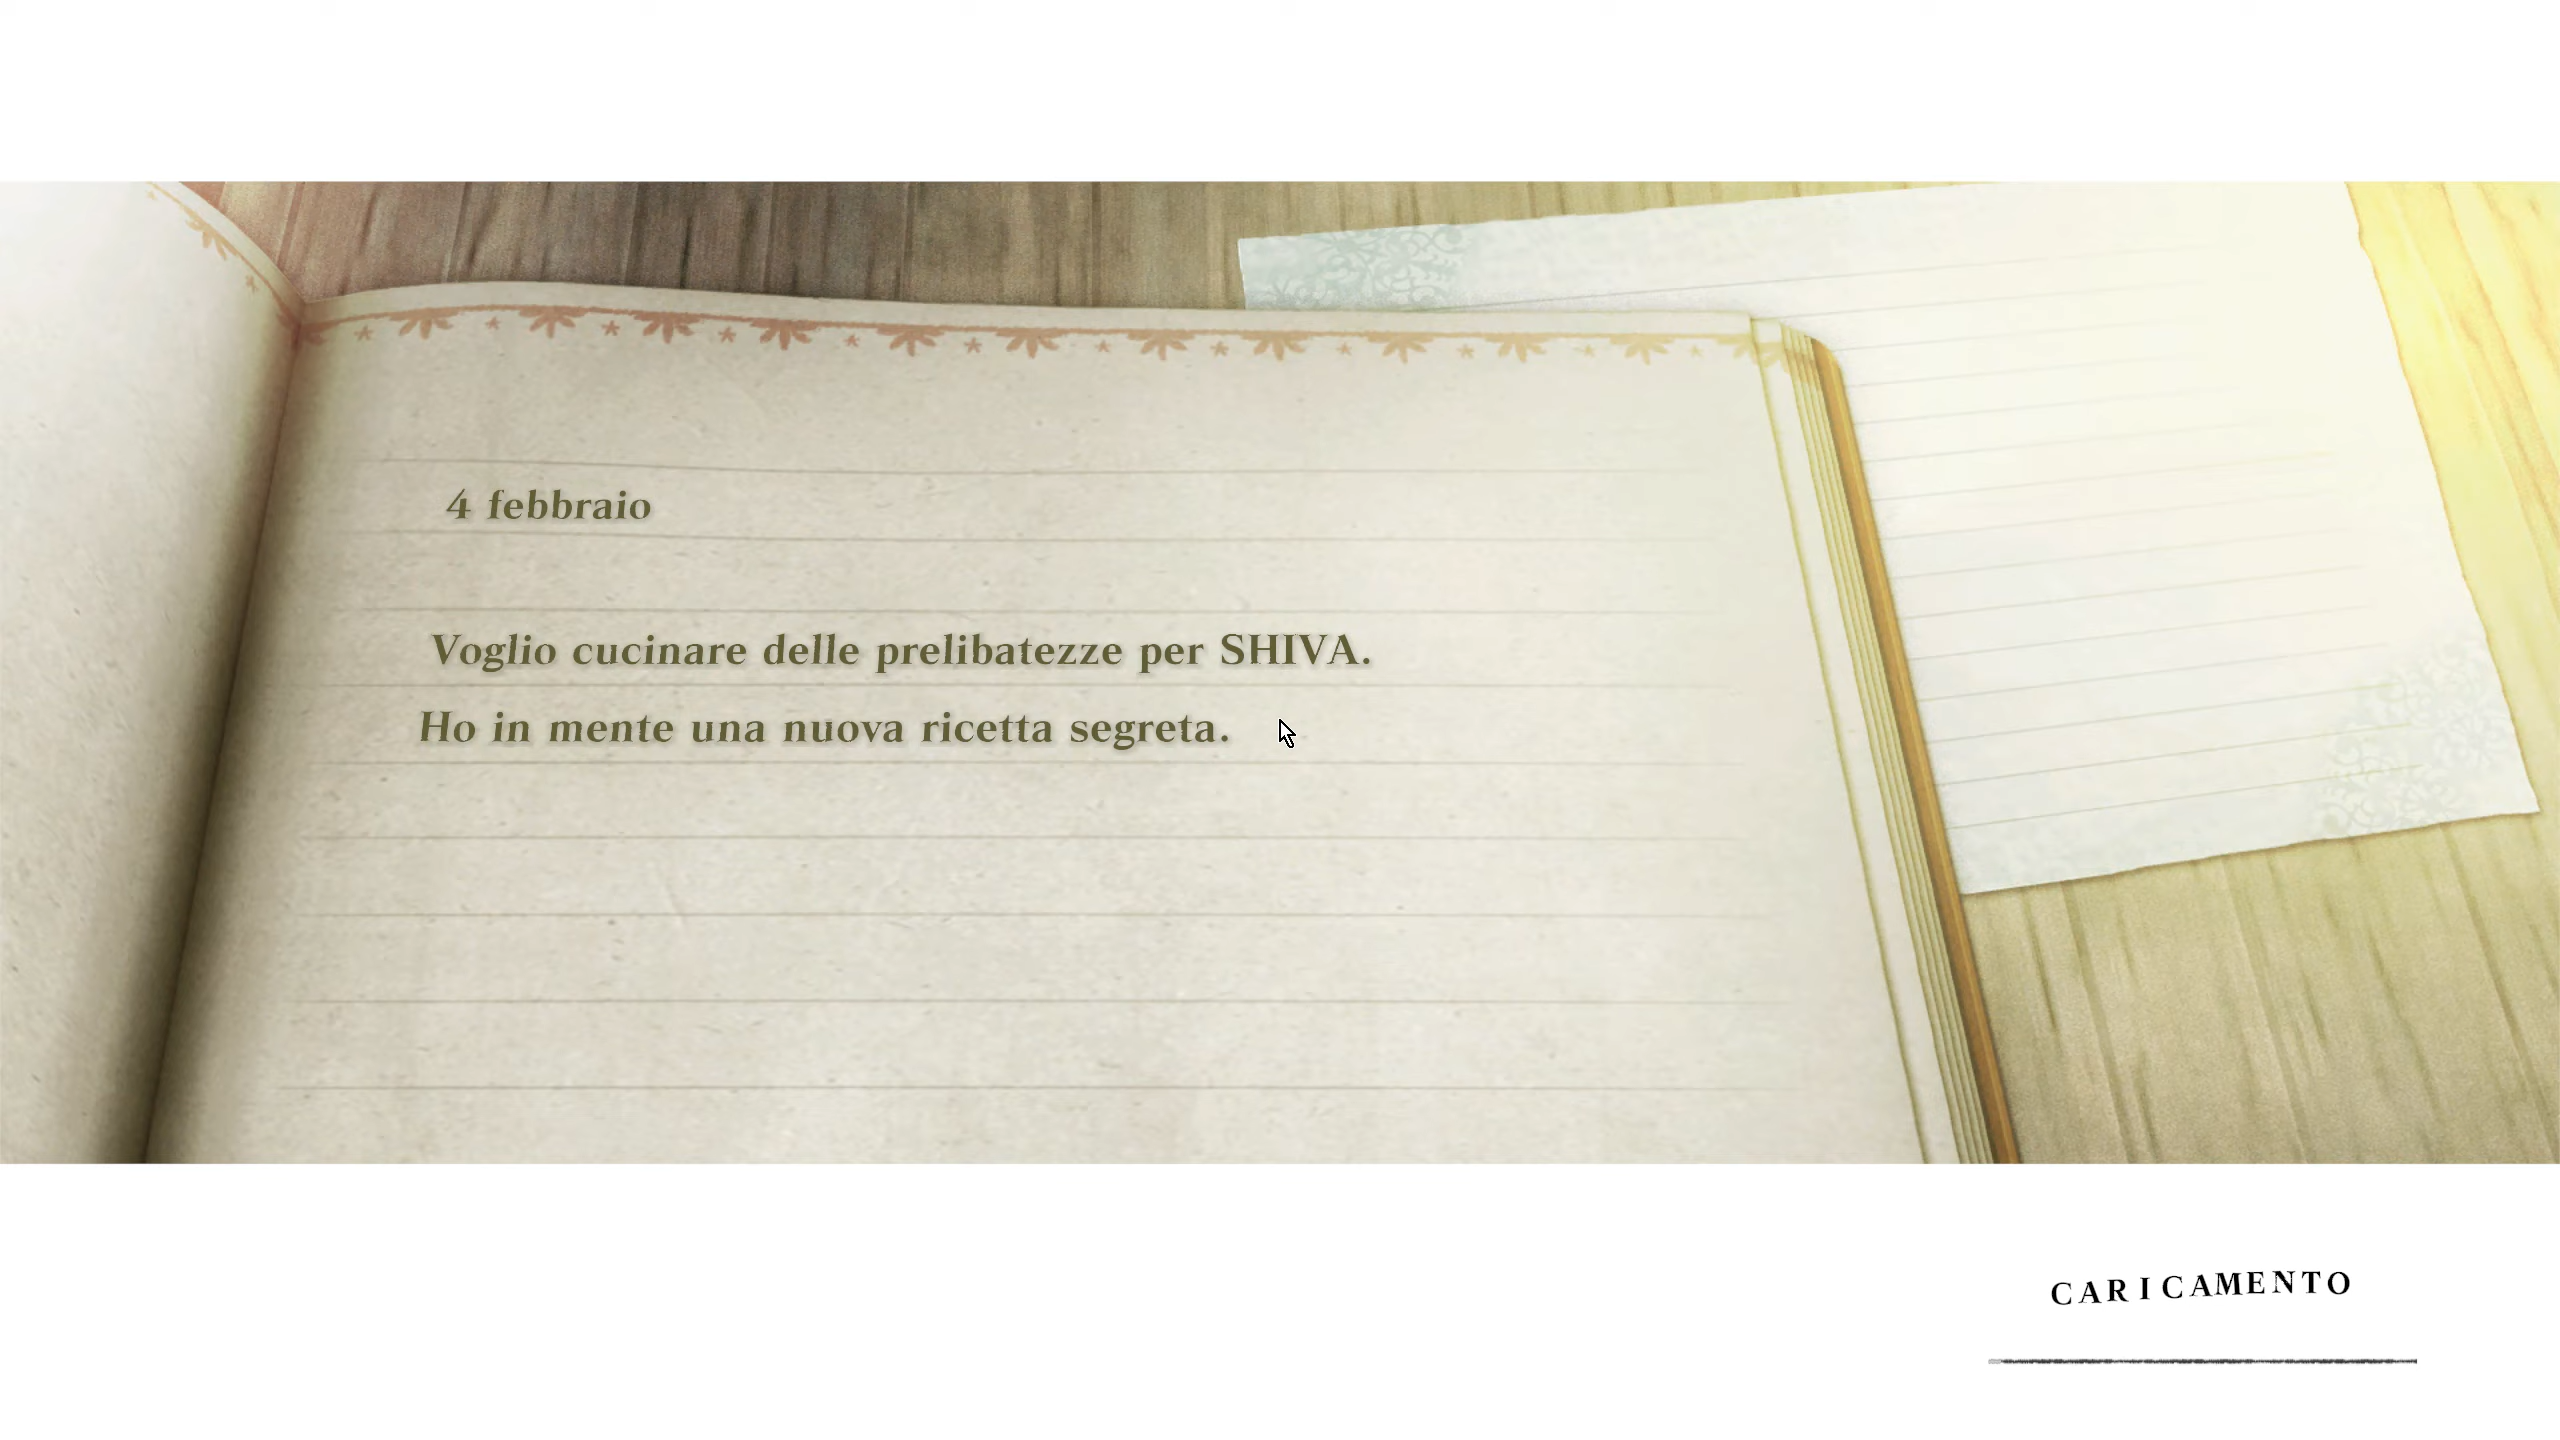 4 febbraio
Voglio cucinare delle prelibatezze per SHIVA.
Ho in mente una nuova ricetta segreta.
CARICAMENTO